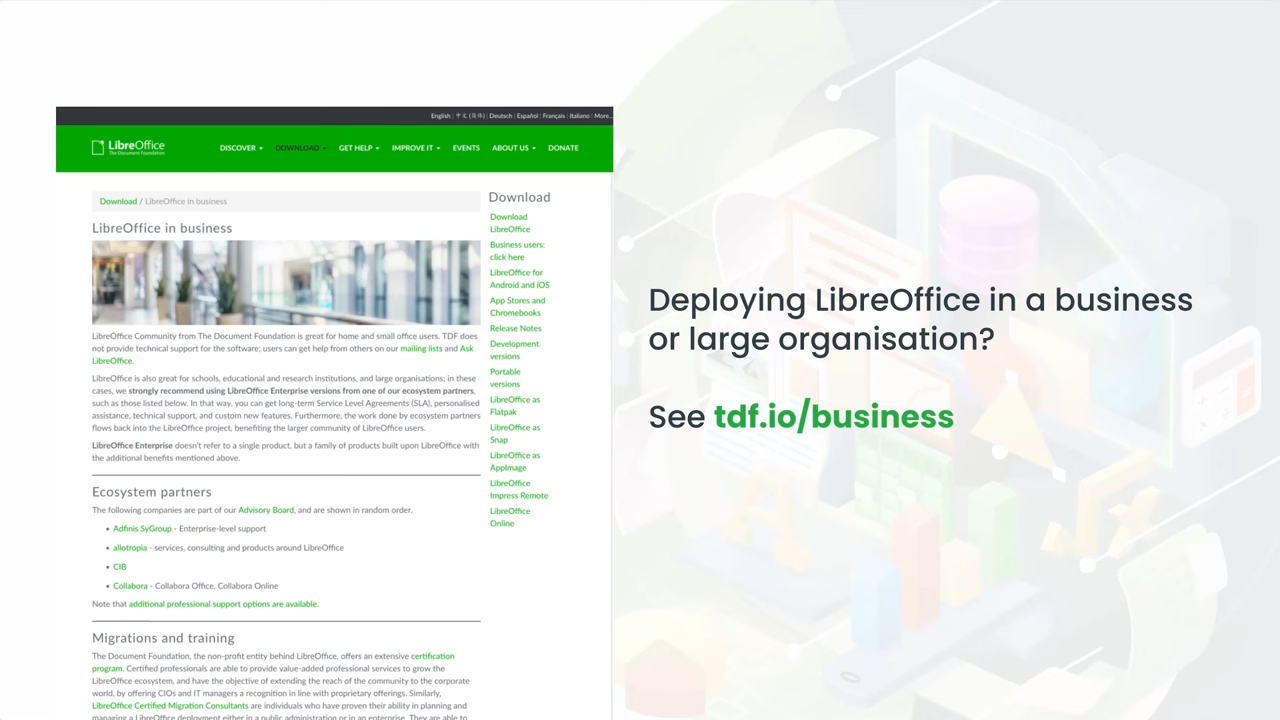 English | 中文 (简体) | Deutsch | Español | Français | Italiano | More...
LibreOffice
The Document Foundation
DISCOVER DOWNLOAD GET HELP IMPROVE IT EVENTS ABOUT US DONATE
Download / LibreOffice in business
LibreOffice in business
LibreOffice Community from The Document Foundation is great for home and small office users. TDF does
not provide technical support for the software; users can get help from others on our mailing lists and Ask
LibreOffice.
LibreOffice is also great for schools, educational and research institutions, and large organisations; in these
cases, we strongly recommend using LibreOffice Enterprise versions from one of our ecosystem partners,
such as those listed below. In that way, you can get long-term Service Level Agreements (SLA), personalised
assistance, technical support, and custom new features. Furthermore, the work done by ecosystem partners
flows back into the LibreOffice project, benefiting the larger community of LibreOffice users.
LibreOffice Enterprise doesn't refer to a single product, but a family of products built upon LibreOffice with
the additional benefits mentioned above.
Ecosystem partners
The following companies are part of our Advisory Board, and are shown in random order.
• Adfinis SyGroup - Enterprise-level support
• allotropia - services, consulting and products around LibreOffice
• CIB
• Collabora - Collabora Office, Collabora Online
Note that additional professional support options are available.
Migrations and training
The Document Foundation, the non-profit entity behind LibreOffice, offers an extensive certification
program. Certified professionals are able to provide value-added professional services to grow the
LibreOffice ecosystem, and have the objective of extending the reach of the community to the corporate
world, by offering CIOs and IT managers a recognition in line with proprietary offerings. Similarly,
LibreOffice Certified Migration Consultants are individuals who have proven their ability in planning and
managing a LibreOffice deployment either in a public administration or in an enterprise. They are able to
Download
Download
LibreOffice
Business users:
click here
LibreOffice for
Android and iOS
App Stores and
Chromebooks
Release Notes
Development
versions
Portable
versions
LibreOffice as
Flatpak
LibreOffice as
Snap
LibreOffice as
AppImage
LibreOffice
Impress Remote
LibreOffice
Online
Deploying LibreOffice in a business
or large organisation?
See tdf.io/business